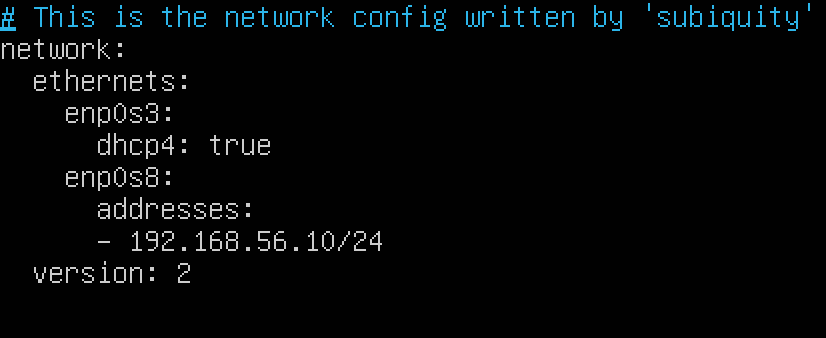 # This is the network config written by 'subiquity'
network:
  ethernets:
    enp0s3:
      dhcp4: true
    enp0s8:
      addresses:
      - 192.168.56.10/24
  version: 2